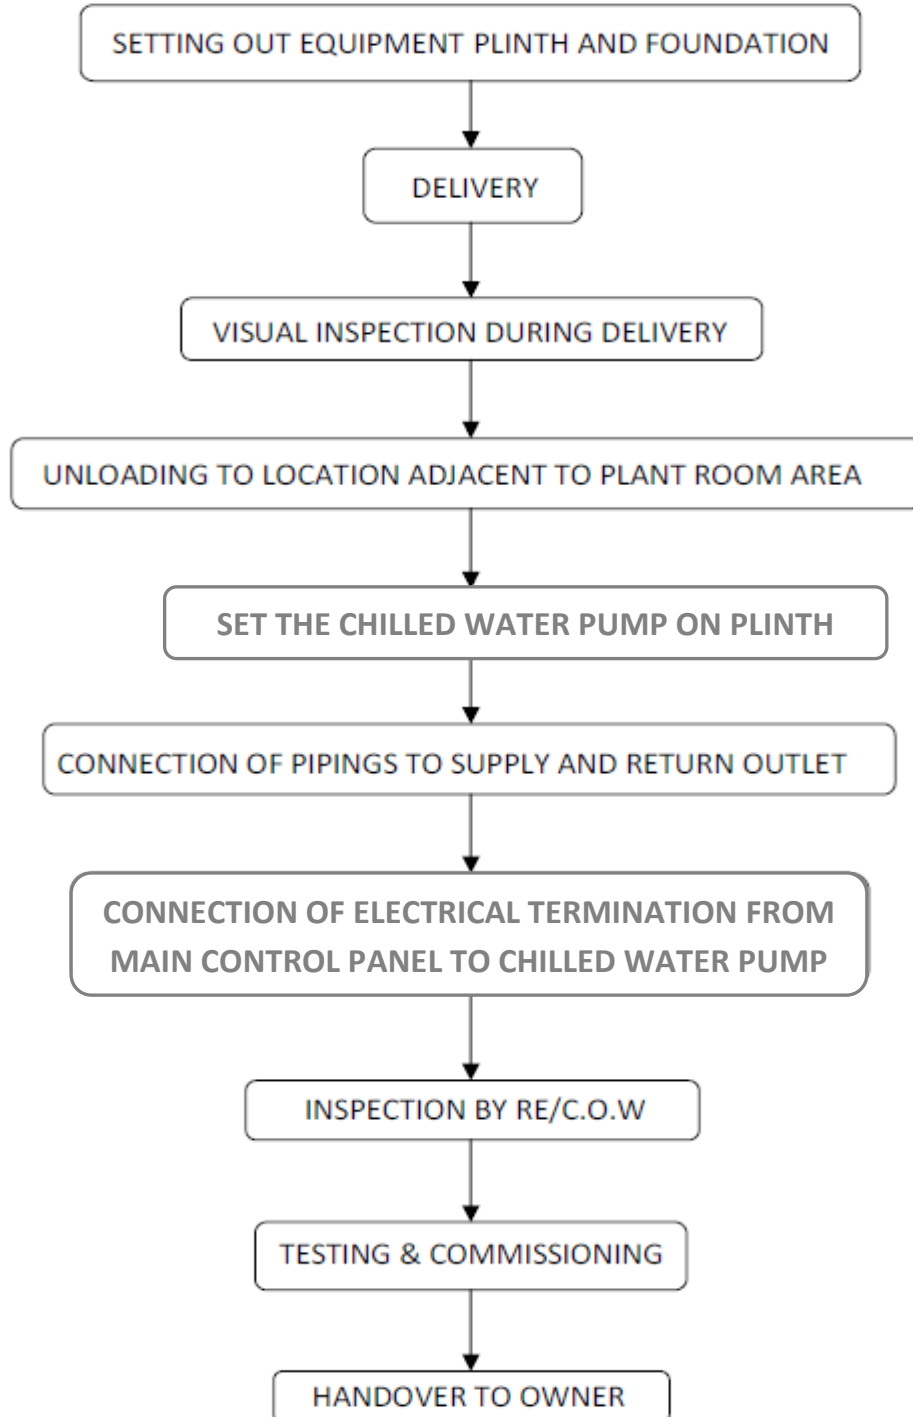 SETTING OUT EQUIPMENT PLINTH AND FOUNDATION
DELIVERY
VISUAL INSPECTION DURING DELIVERY
UNLOADING TO LOCATION ADJACENT TO PLANT ROOM AREA
SET THE CHILLED WATER PUMP ON PLINTH
CONNECTION OF PIPINGS TO SUPPLY AND RETURN OUTLET
CONNECTION OF ELECTRICAL TERMINATION FROM
MAIN CONTROL PANEL TO CHILLED WATER PUMP
INSPECTION BY RE/C.O.W
TESTING & COMMISSIONING
HANDOVER TO OWNER